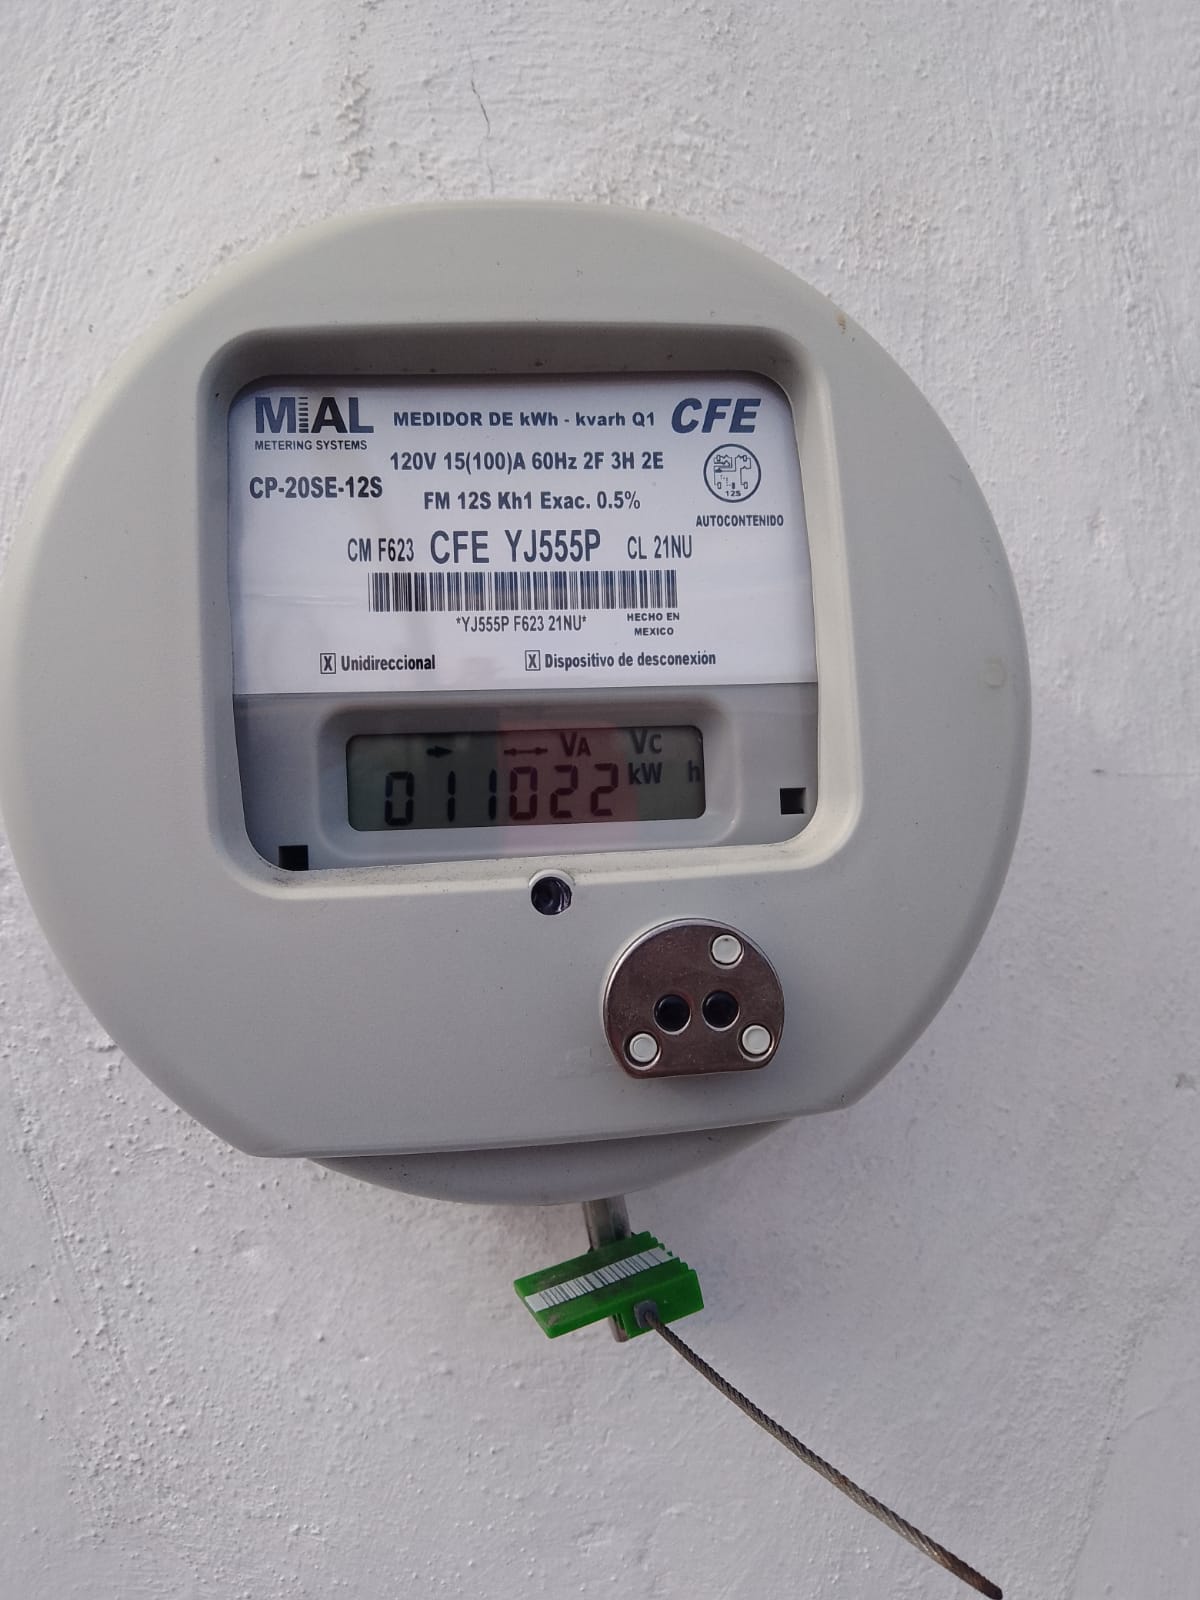 MIAL
METERING SYSTEMS
MEDIDOR DE kWh - kvarh Q1
CFE
120V 15(100)A 60Hz 2F 3H 2E
CP-20SE-12S
FM 12S Kh1 Exac. 0.5%
12S
AUTOCONTENIDO
CM F623 CFE YJ555P CL 21NU
*YJ555P F623 21NU*
HECHO EN
MEXICO
X Unidireccional
X Dispositivo de desconexión
VA VC
011022 kW h